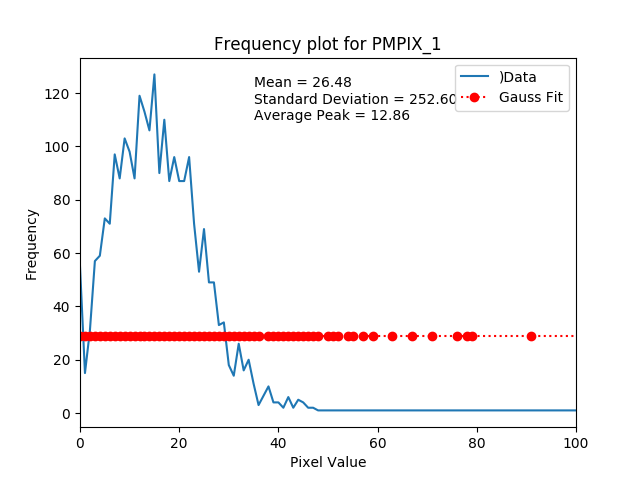 Frequency plot for PMPIX_1
Mean = 26.48
Standard Deviation = 252.60
Average Peak = 12.86
)Data
Gauss Fit
Frequency
120
100
80
60
40
20
0
0 20 40 60 80 100
Pixel Value